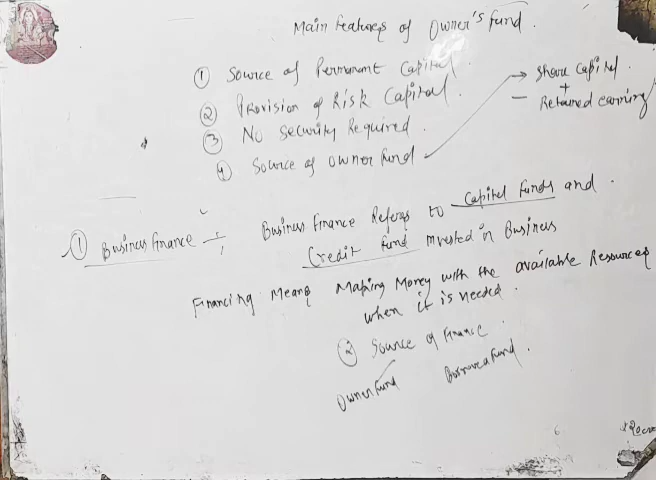 Main Features of Owner's fund.
① Source of Permanent Capital.
② Provision of Risk Capital.
③ No Security Required.
④ Source of owner fund → Share Capital.
+
Retained earning
① Business finance ÷ Business Finance Refers to Capital Funds and.
Credit fund invested in Business
Financing Means Making Money with the available Resources
when it is needed.
② Source of Finance.
Owner Fund Borrowed Fund.